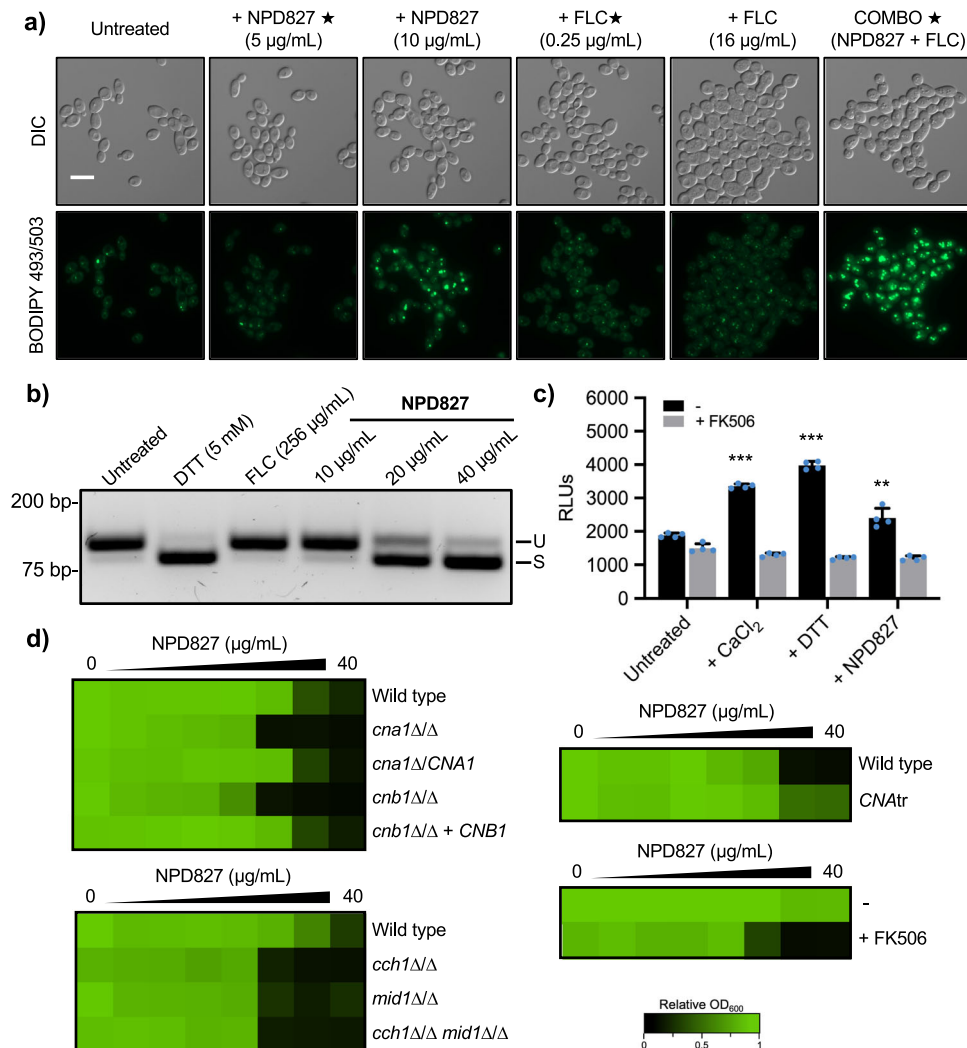 a)
Untreated
+ NPD827 ★
(5 µg/mL)
+ NPD827
(10 µg/mL)
+ FLC★
(0.25 µg/mL)
+ FLC
(16 µg/mL)
COMBO ★
(NPD827 + FLC)
DIC
BODIPY 493/503
b)
Untreated
DTT (5 mM)
FLC (256 µg/mL)
NPD827
10 µg/mL
20 µg/mL
40 µg/mL
200 bp-
75 bp-
U
S
c)
-
+ FK506
RLUs
6000
5000
4000
3000
2000
1000
0
***
***
**
Untreated
+ CaCl₂
+ DTT
+ NPD827
d)
NPD827 (µg/mL)
0 40
Wild type
cna1Δ/Δ
cna1Δ/CNA1
cnb1Δ/Δ
cnb1Δ/Δ + CNB1
NPD827 (µg/mL)
0 40
Wild type
cch1Δ/Δ
mid1Δ/Δ
cch1Δ/Δ mid1Δ/Δ
NPD827 (µg/mL)
0 40
Wild type
CNAtr
NPD827 (µg/mL)
0 40
-
+ FK506
Relative OD₆₀₀
0 0.5 1